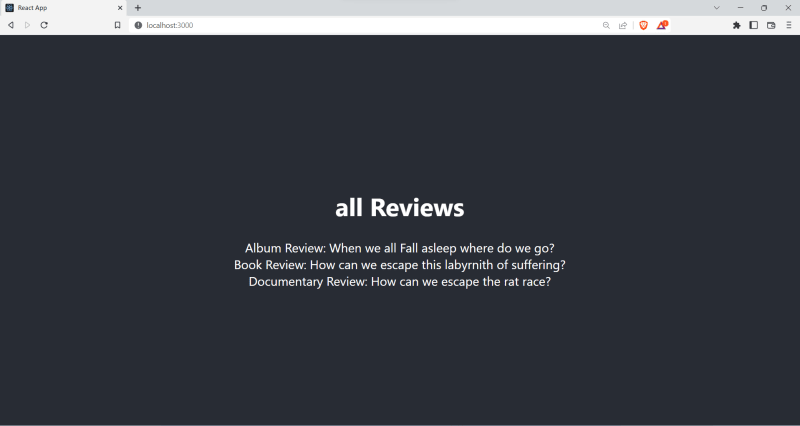 React App
localhost:3000
1
all Reviews
Album Review: When we all Fall asleep where do we go?
Book Review: How can we escape this labyrnith of suffering?
Documentary Review: How can we escape the rat race?